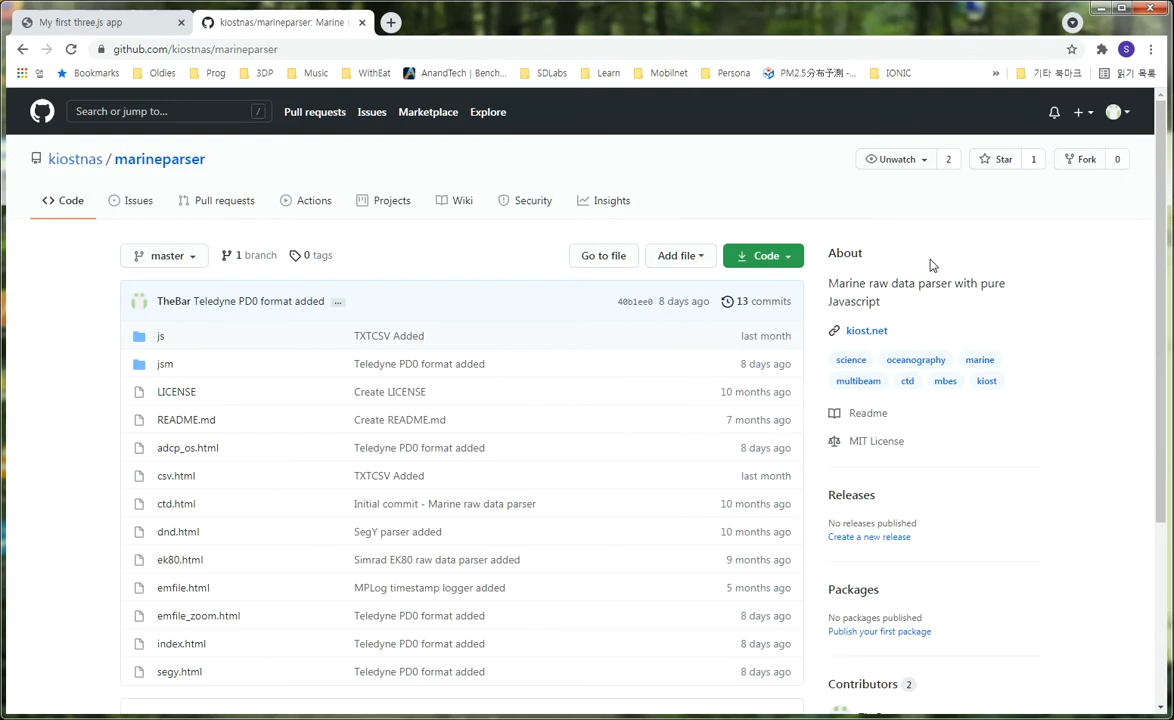 My first three.js app
kiostnas/marineparser: Marine r
github.com/kiostnas/marineparser
S
앱 Bookmarks Oldies Prog 3DP Music WithEat AnandTech | Bench... SDLabs Learn Mobilnet Persona PM2.5分布予測 -... IONIC » 기타 북마크 읽기 목록
Search or jump to... / Pull requests Issues Marketplace Explore
kiostnas / marineparser
Unwatch 2 Star 1 Fork 0
Code Issues Pull requests Actions Projects Wiki Security Insights
master 1 branch 0 tags Go to file Add file Code
TheBar Teledyne PD0 format added ... 40b1ee0 8 days ago 13 commits
js TXTCSV Added last month
jsm Teledyne PD0 format added 8 days ago
LICENSE Create LICENSE 10 months ago
README.md Create README.md 7 months ago
adcp_os.html Teledyne PD0 format added 8 days ago
csv.html TXTCSV Added last month
ctd.html Initial commit - Marine raw data parser 10 months ago
dnd.html SegY parser added 10 months ago
ek80.html Simrad EK80 raw data parser added 9 months ago
emfile.html MPLog timestamp logger added 5 months ago
emfile_zoom.html Teledyne PD0 format added 8 days ago
index.html Teledyne PD0 format added 8 days ago
segy.html Teledyne PD0 format added 8 days ago
About
Marine raw data parser with pure
Javascript
kiost.net
science oceanography marine
multibeam ctd mbes kiost
Readme
MIT License
Releases
No releases published
Create a new release
Packages
No packages published
Publish your first package
Contributors 2